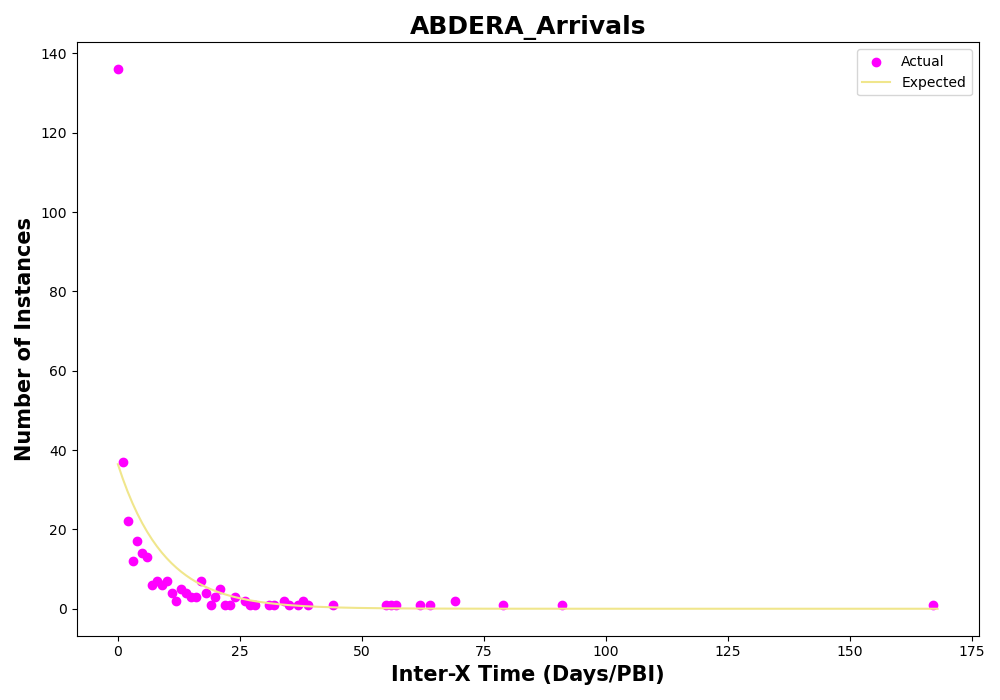 ABDERA_Arrivals
Actual
Expected
140
120
100
80
60
40
20
0
Number of Instances
0 25 50 75 100 125 150 175
Inter-X Time (Days/PBI)